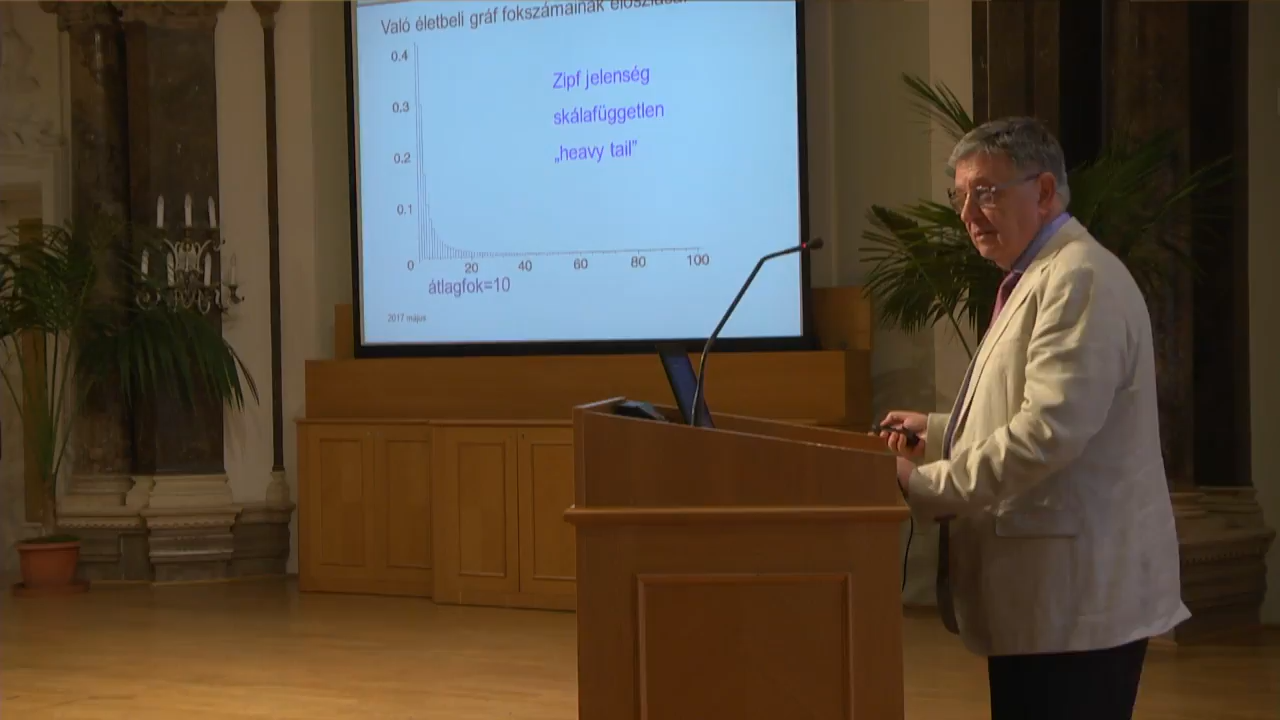 Való életbeli gráf fokszámainak eloszlása
0.4
Zipf jelenség
0.3
skálafüggetlen
0.2
„heavy tail”
0.1
0 20 40 60 80 100
átlagfok=10
2017 május